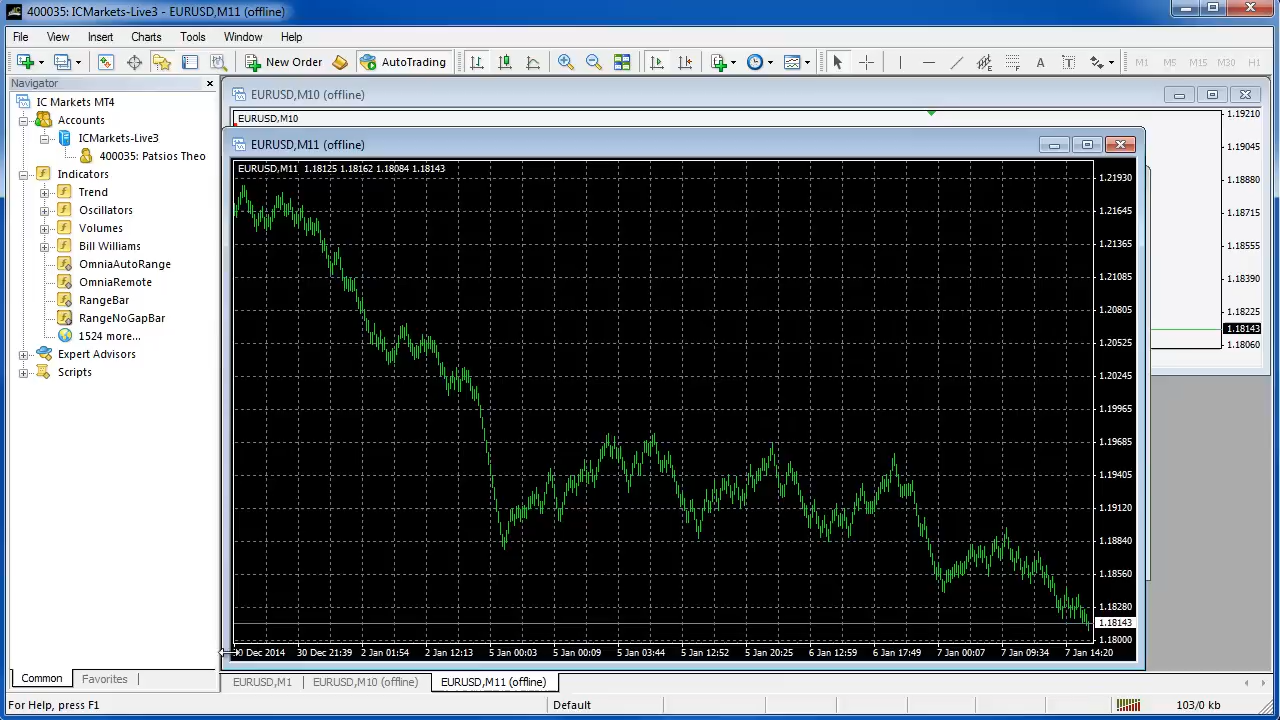 400035: ICMarkets-Live3 - EURUSD,M11 (offline)
File View Insert Charts Tools Window Help
New Order AutoTrading A T M1 M5 M15 M30 H1
Navigator
IC Markets MT4
Accounts
ICMarkets-Live3
400035: Patsios Theo
Indicators
Trend
Oscillators
Volumes
Bill Williams
OmniaAutoRange
OmniaRemote
RangeBar
RangeNoGapBar
1524 more...
Expert Advisors
Scripts
Common Favorites
EURUSD,M10 (offline)
EURUSD,M10
1.19210
1.19045
1.18880
1.18715
1.18555
1.18390
1.18225
1.18143
1.18060
EURUSD,M11 (offline)
EURUSD,M11 1.18125 1.18162 1.18084 1.18143
1.21930
1.21645
1.21365
1.21085
1.20805
1.20525
1.20245
1.19965
1.19685
1.19405
1.19120
1.18840
1.18560
1.18280
1.18143
1.18000
Dec 2014 30 Dec 21:39 2 Jan 01:54 2 Jan 12:13 5 Jan 00:03 5 Jan 00:09 5 Jan 03:44 5 Jan 12:52 5 Jan 20:25 6 Jan 12:59 6 Jan 17:49 7 Jan 00:07 7 Jan 09:34 7 Jan 14:20
EURUSD,M1 EURUSD,M10 (offline) EURUSD,M11 (offline)
For Help, press F1 Default 103/0 kb